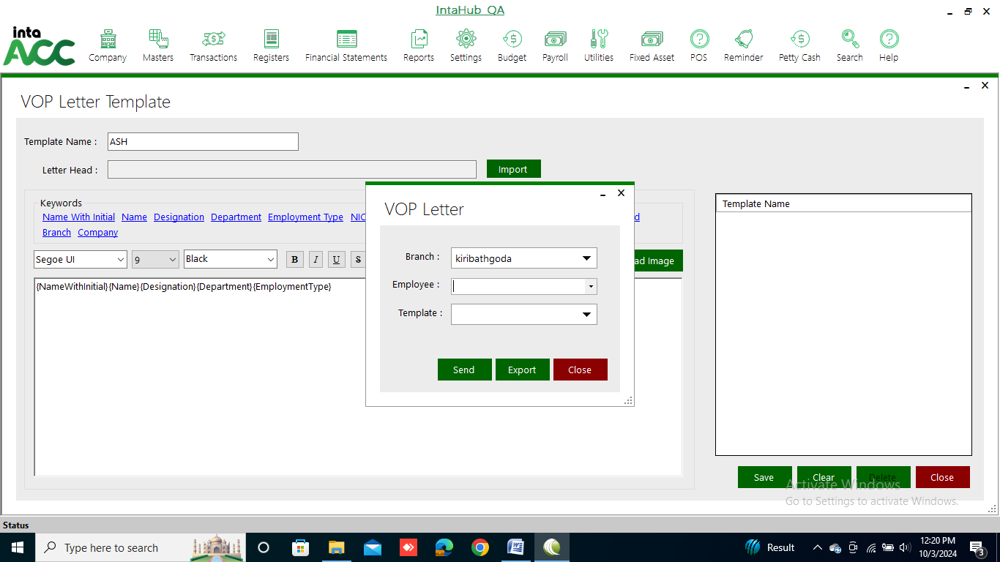 IntaHub_QA
inta
ACC
Company Masters Transactions Registers Financial Statements Reports Settings Budget Payroll Utilities Fixed Asset POS Reminder Petty Cash Search Help
VOP Letter Template
Template Name : ASH
Letter Head :
Import
Keywords
Name With Initial Name Designation Department Employment Type NIC
d
Branch Company
Segoe UI 9 Black B I U S
ad Image
{NameWithInitial}{Name}{Designation}{Department}{EmploymentType}
VOP Letter
Branch : kiribathgoda
Employee :
Template :
Send Export Close
Template Name
Save Clear Delete Close
Activate Windows
Go to Settings to activate Windows.
Status
Type here to search
Result
12:20 PM
10/3/2024
3